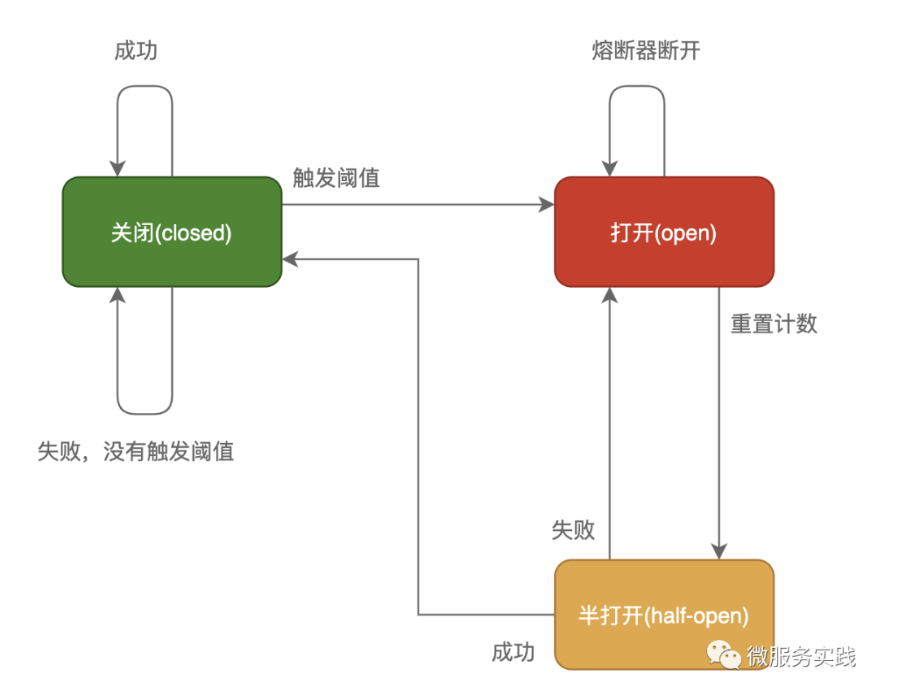 成功
熔断器断开
触发阈值
关闭(closed)
打开(open)
重置计数
失败，没有触发阈值
失败
半打开(half-open)
成功
微服务实践